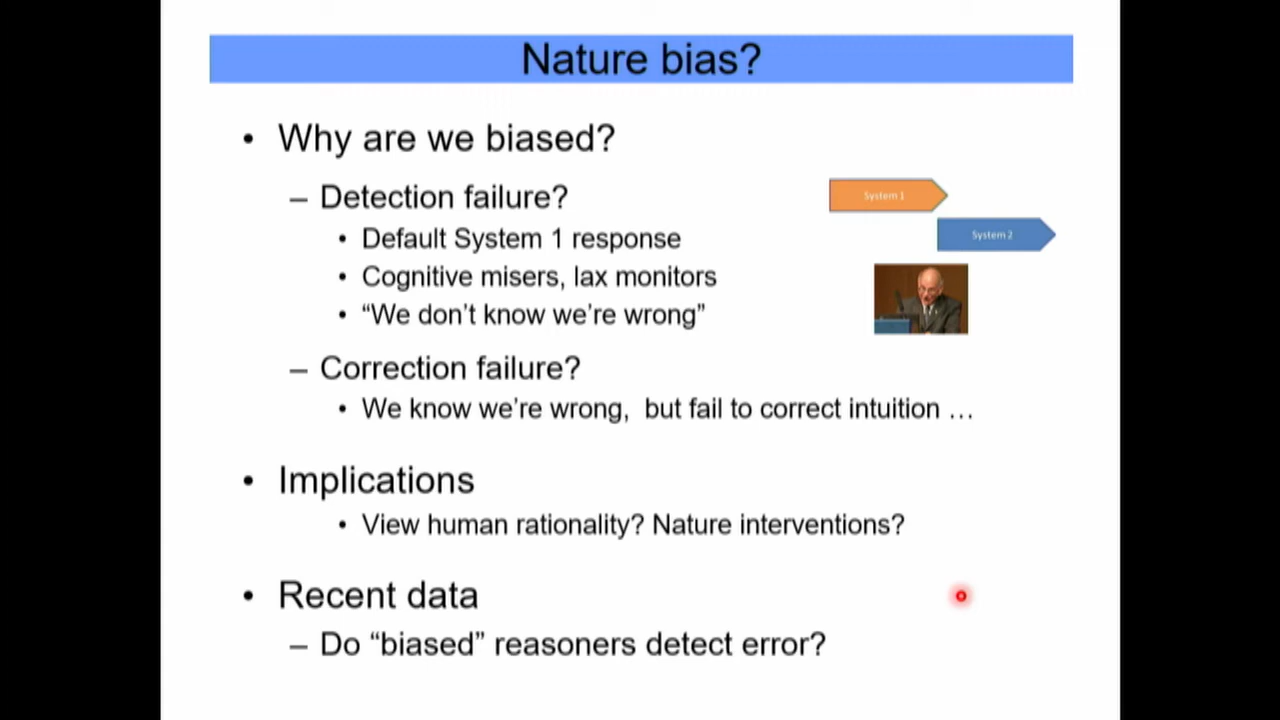 Nature bias?
• Why are we biased?
– Detection failure?
• Default System 1 response
• Cognitive misers, lax monitors
• “We don’t know we’re wrong”
– Correction failure?
• We know we’re wrong, but fail to correct intuition …
• Implications
• View human rationality? Nature interventions?
• Recent data
– Do “biased” reasoners detect error?
System 1
System 2